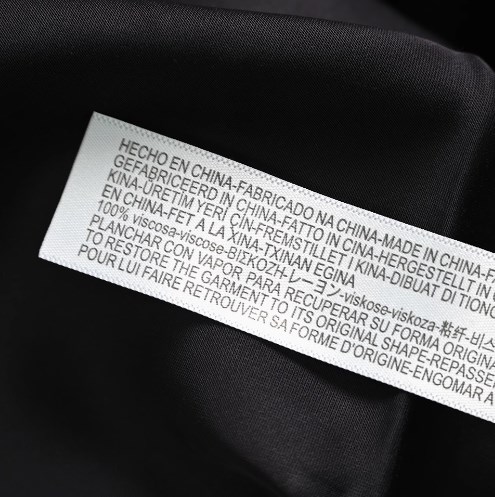 HECHO EN CHINA-FABRICADO NA CHINA-MADE IN CHINA-F
GEFABRICEERD IN CHINA-FATTO IN CINA-HERGESTELLT IN
KINA-ÜRETİM YERİ ÇİN-FREMSTILLET I KINA-DIBUAT DI TIONG
EN CHINA-FET A LA XINA-TXINAN EGINA
100% viscosa-viscose-ΒΙΣΚΟΖΗ-レーヨン-viskose-viskoza-黏纤-비스
PLANCHAR CON VAPOR PARA RECUPERAR SU FORMA ORIGINA
TO RESTORE THE GARMENT TO ITS ORIGINAL SHAPE-REPASSE
POUR LUI FAIRE RETROUVER SA FORME D'ORIGINE-ENGOMAR A